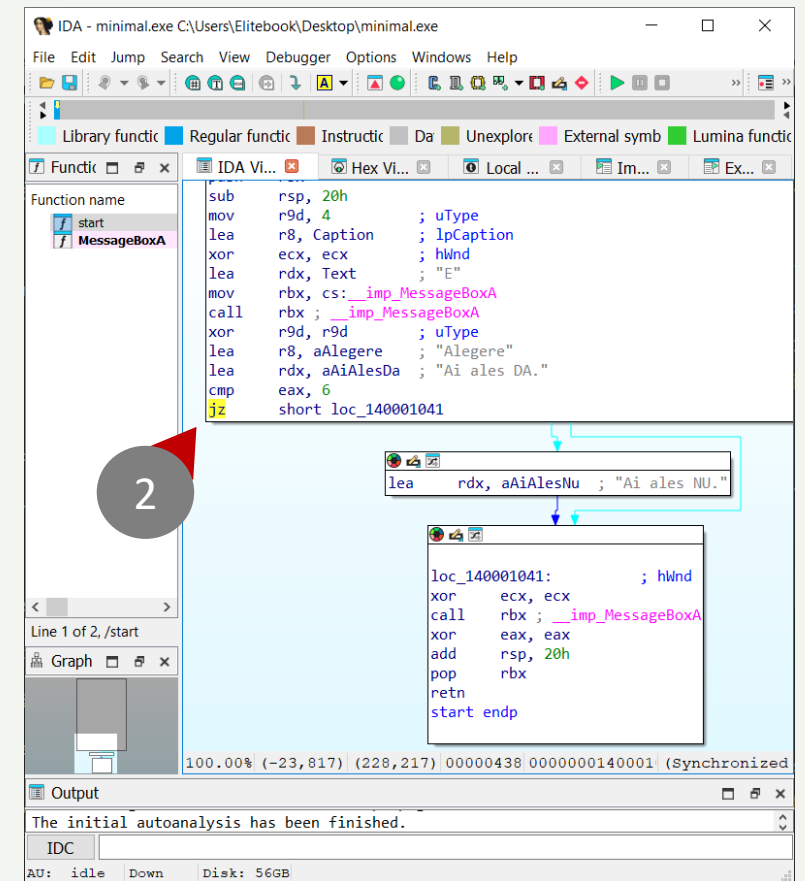 IDA - minimal.exe C:\Users\Elitebook\Desktop\minimal.exe
File Edit Jump Search View Debugger Options Windows Help
Library functic Regular functic Instructic Da Unexplore External symb Lumina functic
Functic IDA Vi... Hex Vi... Local ... Im... Ex...
Function name
f start
f MessageBoxA
Line 1 of 2, /start
Graph
sub rsp, 20h
mov r9d, 4 ; uType
lea r8, Caption ; lpCaption
xor ecx, ecx ; hWnd
lea rdx, Text ; "E"
mov rbx, cs:__imp_MessageBoxA
call rbx ; __imp_MessageBoxA
xor r9d, r9d ; uType
lea r8, aAlegere ; "Alegere"
lea rdx, aAiAlesDa ; "Ai ales DA."
cmp eax, 6
jz short loc_140001041
2
lea rdx, aAiAlesNu ; "Ai ales NU."
loc_140001041: ; hWnd
xor ecx, ecx
call rbx ; __imp_MessageBoxA
xor eax, eax
add rsp, 20h
pop rbx
retn
start endp
100.00% (-23,817) (228,217) 00000438 0000000140001 (Synchronized
Output
The initial autoanalysis has been finished.
IDC
AU: idle Down Disk: 56GB